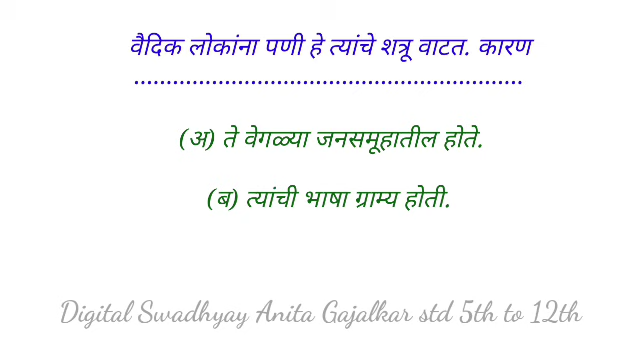 वैदिक लोकांना पणी हे त्यांचे शत्रू वाटत. कारण
............................................................
(अ) ते वेगळ्या जनसमूहातील होते.
(ब) त्यांची भाषा ग्राम्य होती.
Digital Swadhyay Anita Gajalkar std 5th to 12th